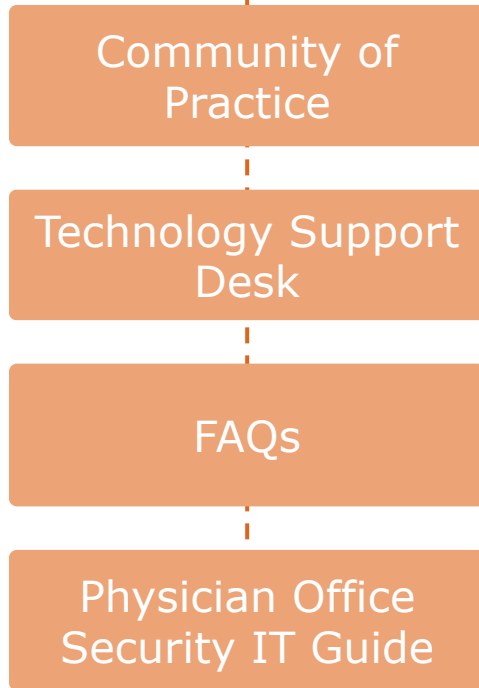 Community of
Practice
Technology Support
Desk
FAQs
Physician Office
Security IT Guide